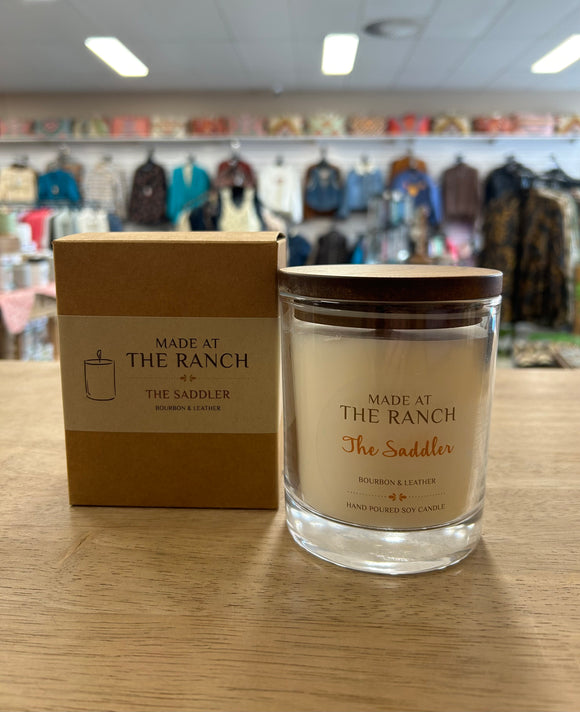 MADE AT
THE RANCH
THE SADDLER
BOURBON & LEATHER
MADE AT
THE RANCH
The Saddler
BOURBON & LEATHER
HAND POURED SOY CANDLE